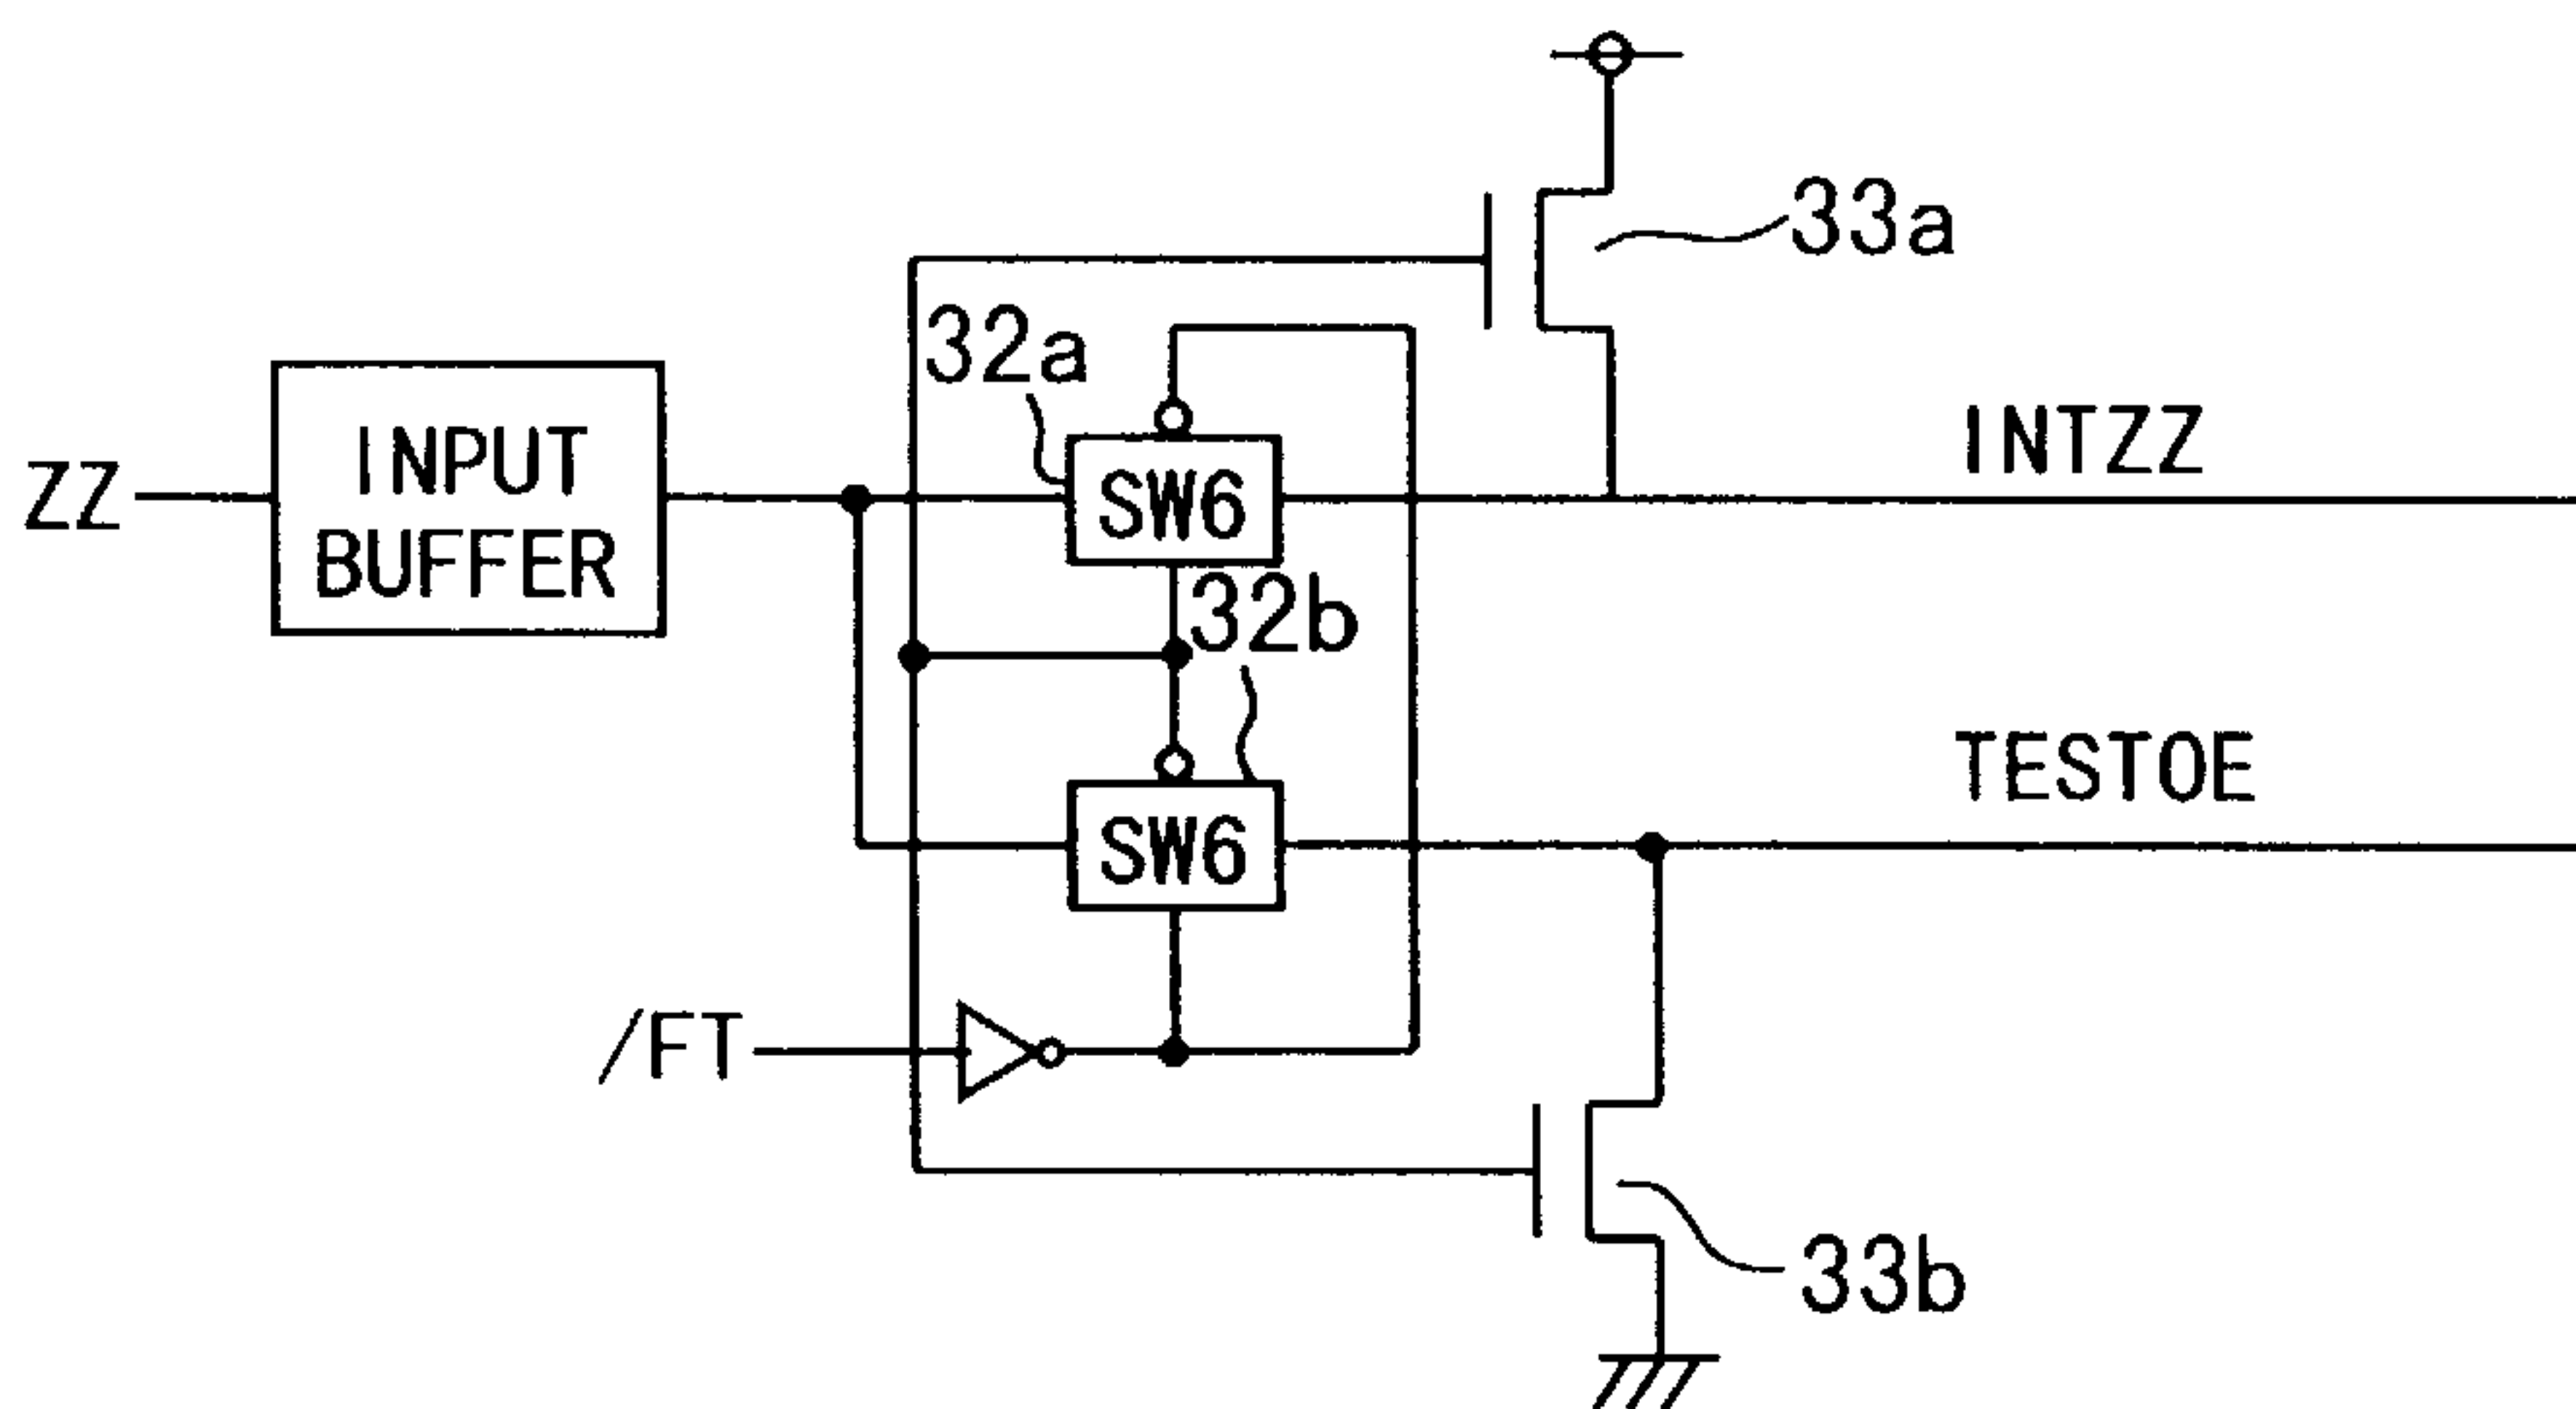 33a
32a
INTZZ
ZZ
INPUT
BUFFER
SW6
32b
TESTOE
SW6
/FT
33b